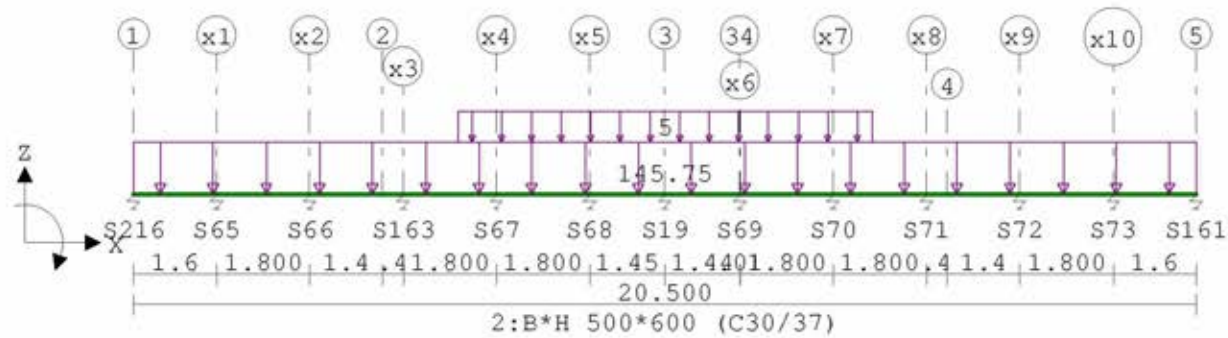 1 x1 x2 2 x4 x5 3 34 x7 x8 x9 x10 5
x3 x6 4
5
145.75
Z
X
S216 S65 S66 S163 S67 S68 S19 S69 S70 S71 S72 S73 S161
1.6 1.800 1.4 .4 1.800 1.800 1.45 1.4401.800 1.800 .4 1.4 1.800 1.6
20.500
2:B*H 500*600 (C30/37)